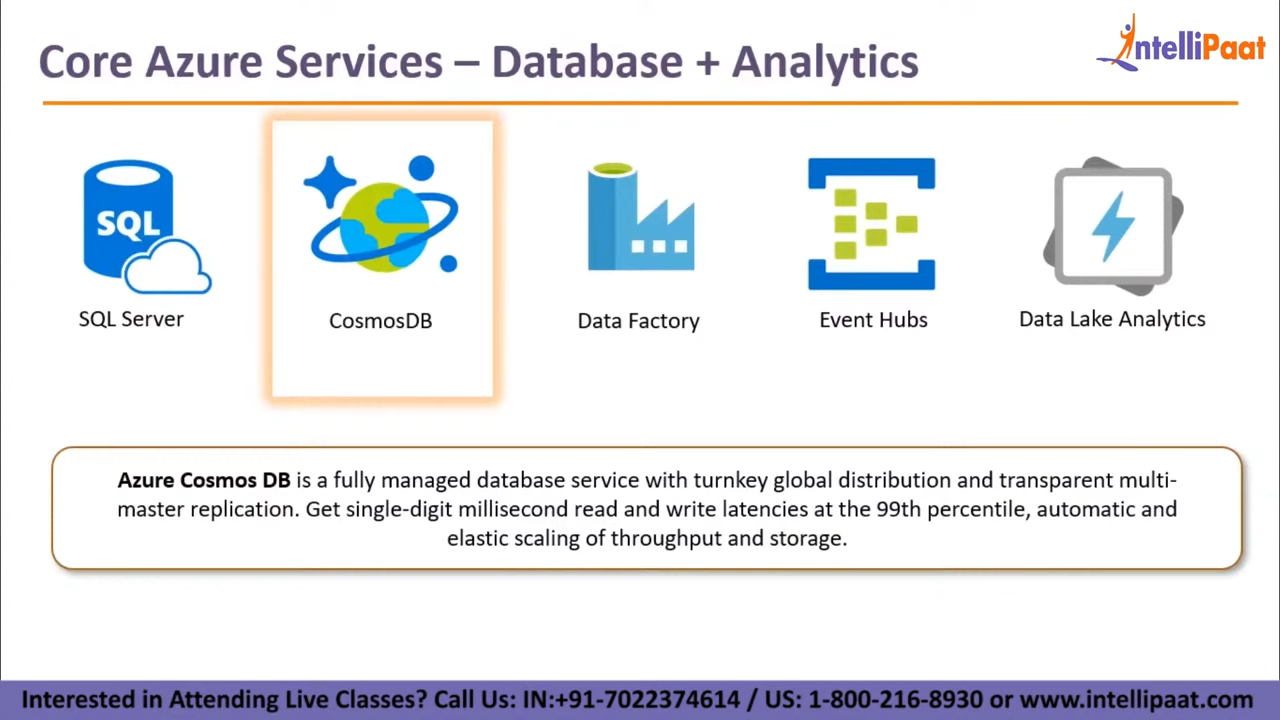 Core Azure Services – Database + Analytics
IntelliPaat
SQL
SQL Server
CosmosDB
Data Factory
Event Hubs
Data Lake Analytics
Azure Cosmos DB is a fully managed database service with turnkey global distribution and transparent multi-
master replication. Get single-digit millisecond read and write latencies at the 99th percentile, automatic and
elastic scaling of throughput and storage.
Interested in Attending Live Classes? Call Us: IN:+91-7022374614 / US: 1-800-216-8930 or www.intellipaat.com